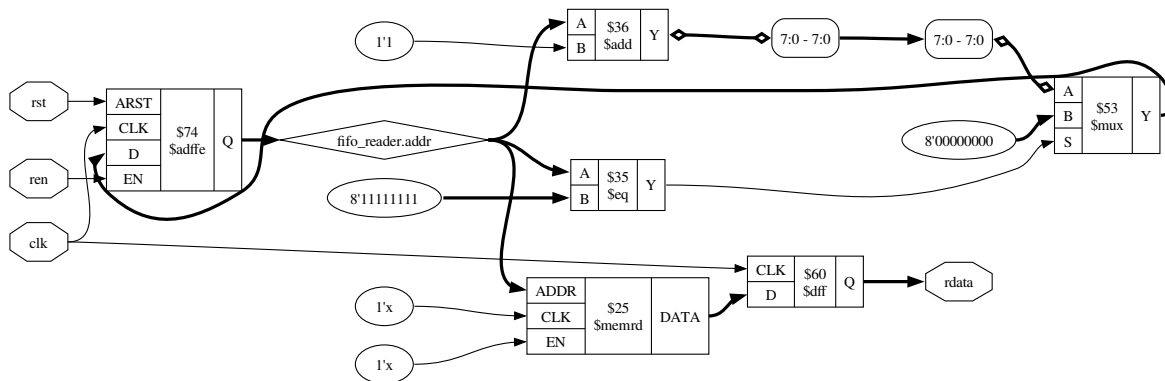 rst
ren
clk
ARST
CLK
D
EN
$74
$adffe
Q
fifo_reader.addr
1'1
A
B
$36
$add
Y
7:0 - 7:0
7:0 - 7:0
8'11111111
A
B
$35
$eq
Y
8'00000000
A
B
S
$53
$mux
Y
1'x
1'x
ADDR
CLK
EN
$25
$memrd
DATA
CLK
D
$60
$dff
Q
rdata